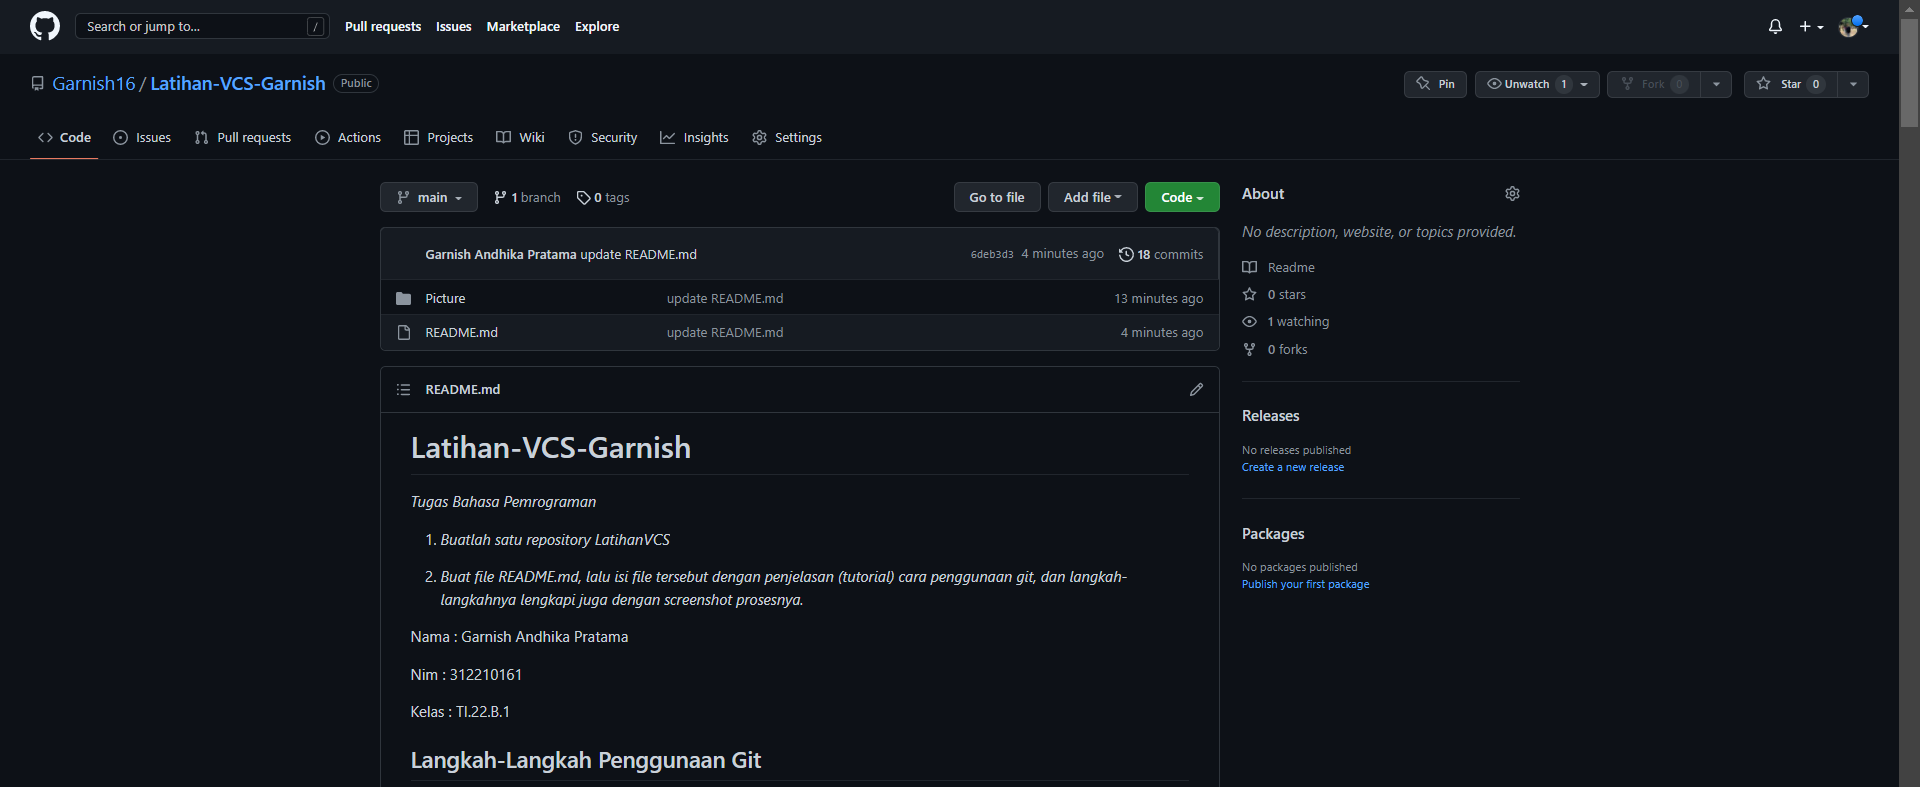 Search or jump to... /
Pull requests Issues Marketplace Explore
Garnish16 / Latihan-VCS-Garnish Public
Pin Unwatch 1 Fork 0 Star 0
Code Issues Pull requests Actions Projects Wiki Security Insights Settings
main 1 branch 0 tags Go to file Add file Code
Garnish Andhika Pratama update README.md 6deb3d3 4 minutes ago 18 commits
Picture update README.md 13 minutes ago
README.md update README.md 4 minutes ago
README.md
Latihan-VCS-Garnish
Tugas Bahasa Pemrograman
1. Buatlah satu repository LatihanVCS
2. Buat file README.md, lalu isi file tersebut dengan penjelasan (tutorial) cara penggunaan git, dan langkah-
langkahnya lengkapi juga dengan screenshot prosesnya.
Nama : Garnish Andhika Pratama
Nim : 312210161
Kelas : TI.22.B.1
Langkah-Langkah Penggunaan Git
About
No description, website, or topics provided.
Readme
0 stars
1 watching
0 forks
Releases
No releases published
Create a new release
Packages
No packages published
Publish your first package